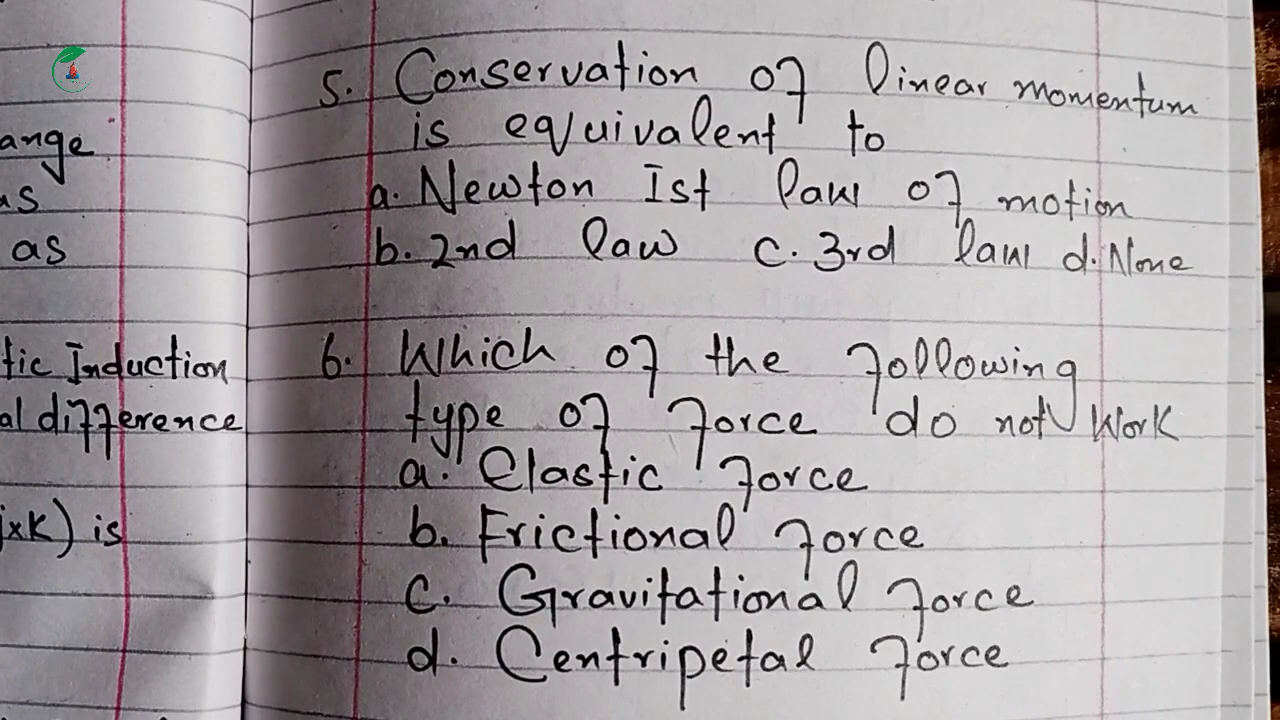 ange
as
as
tic Induction
al difference
jxK) is
5. Conservation of linear momentum
is equivalent to
a. Newton Ist law of motion
b. 2nd law c. 3rd law d. None
6. Which of the following
type of force do not work
a. Elastic force
b. Frictional force
c. Gravitational force
d. Centripetal force